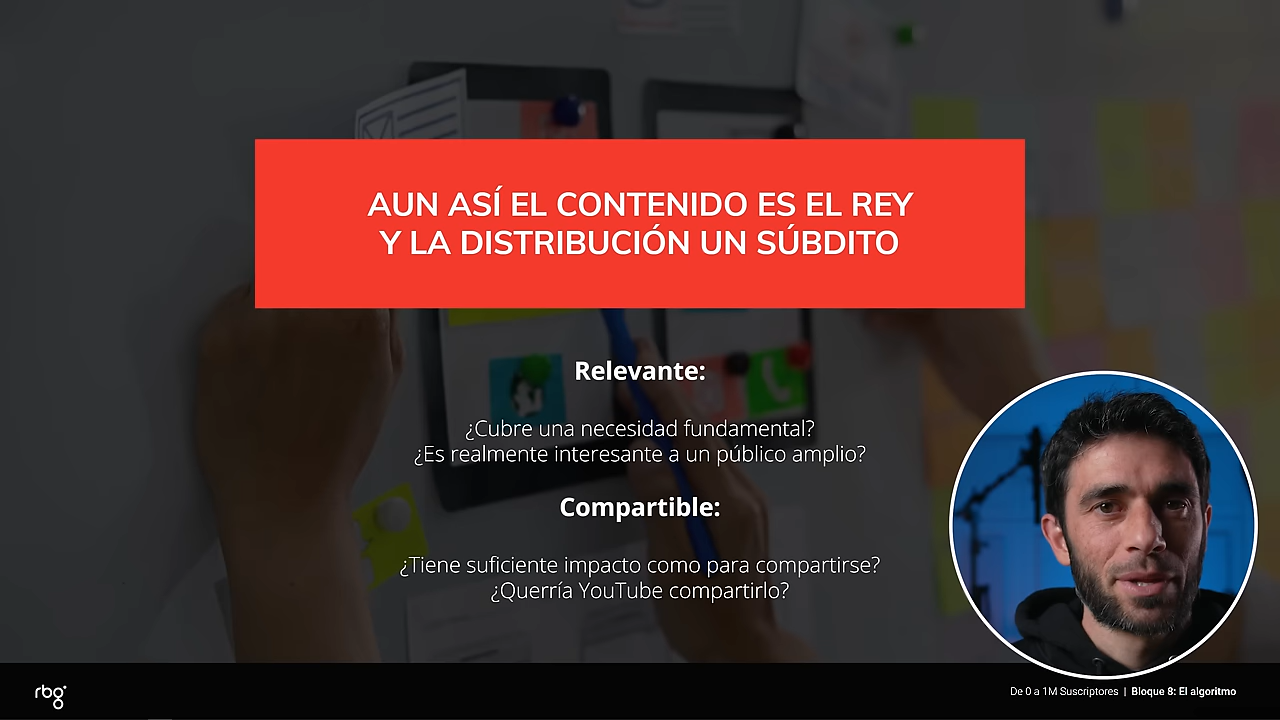 AUN ASÍ EL CONTENIDO ES EL REY
Y LA DISTRIBUCIÓN UN SÚBDITO
Relevante:
¿Cubre una necesidad fundamental?
¿Es realmente interesante a un público amplio?
Compartible:
¿Tiene suficiente impacto como para compartirse?
¿Querría YouTube compartirlo?
rbg
De 0 a 1M Suscriptores | Bloque 8: El algoritmo